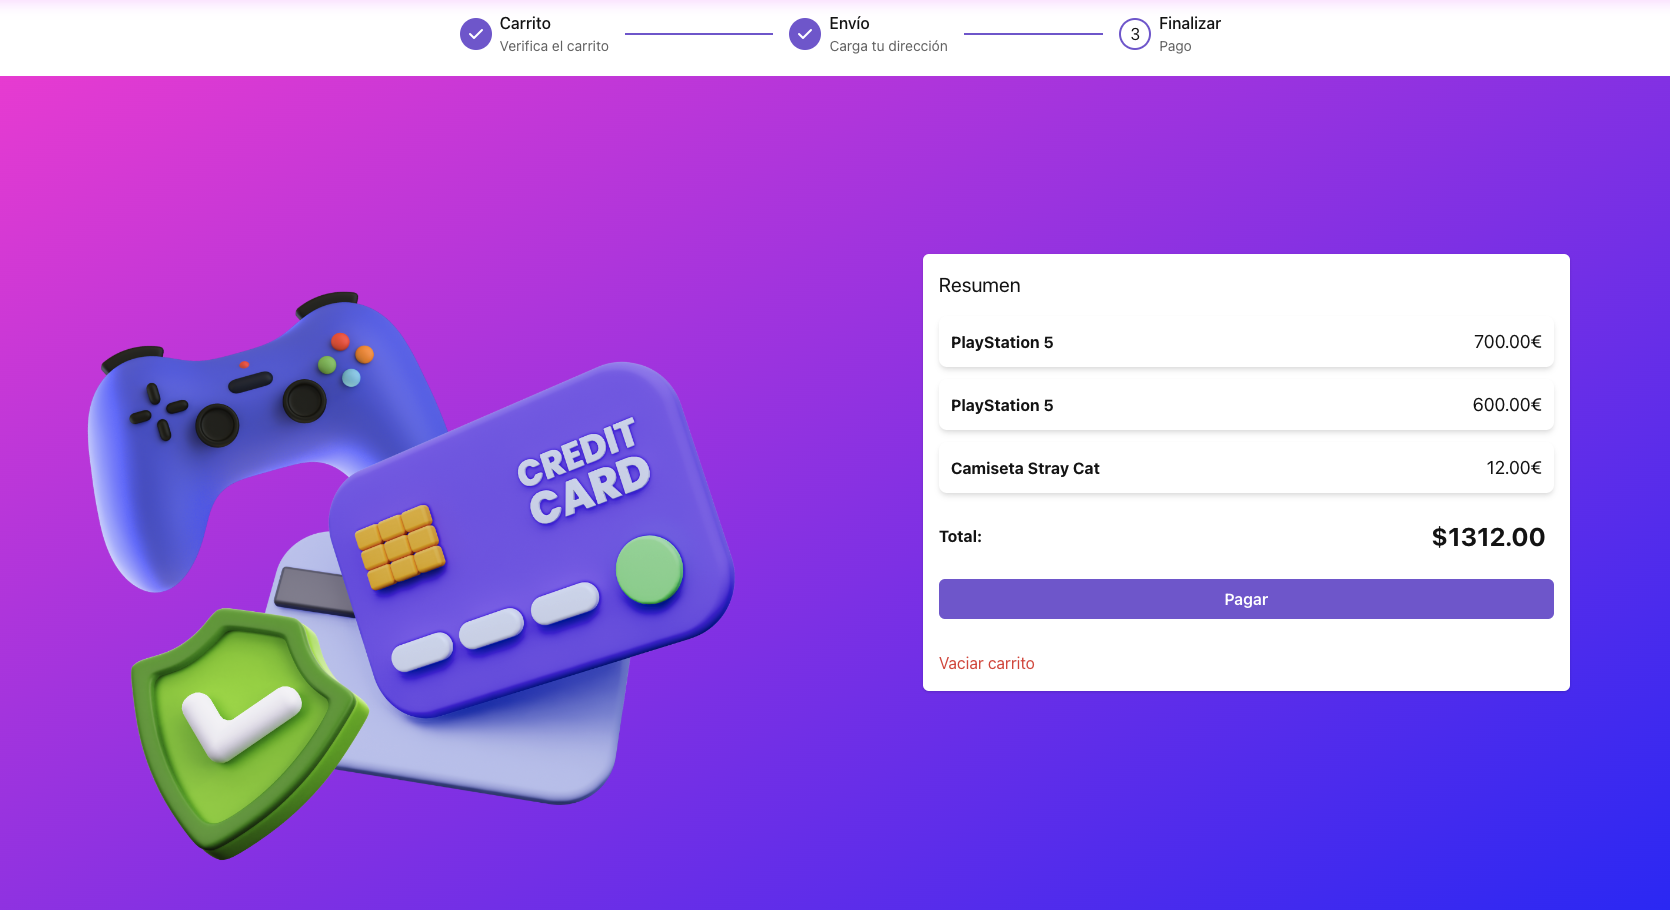 Carrito
Verifica el carrito
Envío
Carga tu dirección
3
Finalizar
Pago
CREDIT
CARD
Resumen
PlayStation 5 700.00€
PlayStation 5 600.00€
Camiseta Stray Cat 12.00€
Total: $1312.00
Pagar
Vaciar carrito